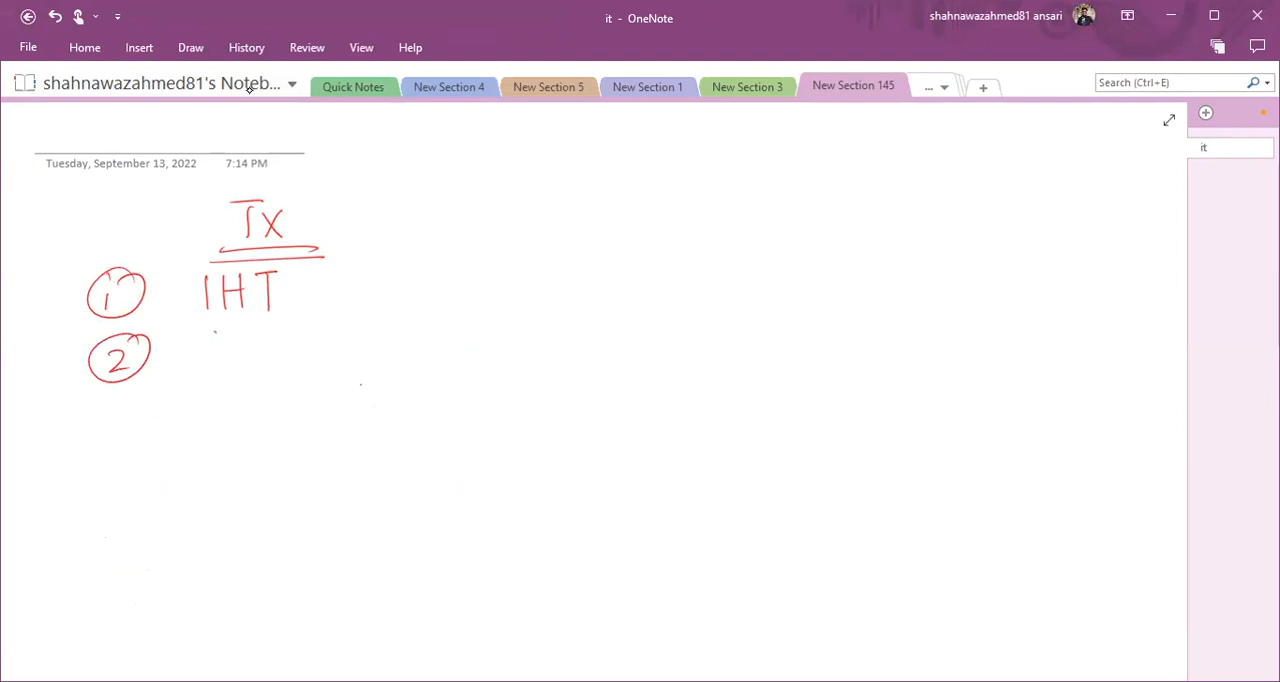 it - OneNote
shahnawazahmed81 ansari
File Home Insert Draw History Review View Help
shahnawazahmed81's Noteb... Quick Notes New Section 4 New Section 5 New Section 1 New Section 3 New Section 145 ... + Search (Ctrl+E)
it
Tuesday, September 13, 2022 7:14 PM
Tx
1 IHT
2